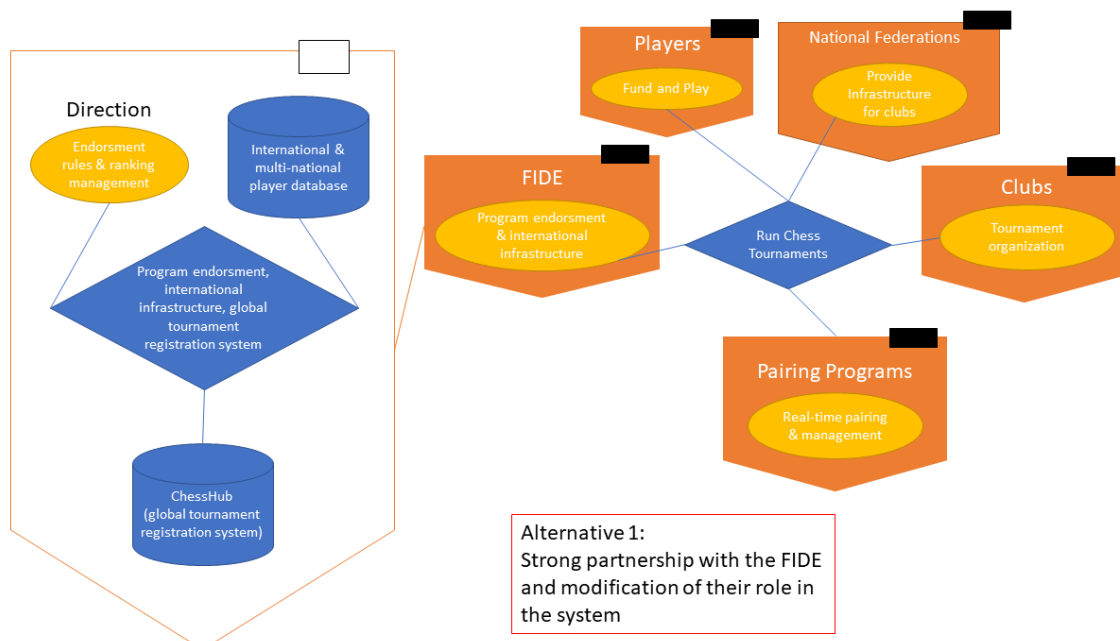 Direction
Endorsment
rules & ranking
management
International &
multi-national
player database
Program endorsment,
international
infrastructure, global
tournament
registration system
ChessHub
(global tournament
registration system)
Players
Fund and Play
National Federations
Provide
Infrastructure
for clubs
FIDE
Program endorsment
& international
infrastructure
Run Chess
Tournaments
Clubs
Tournament
organization
Pairing Programs
Real-time pairing
& management
Alternative 1:
Strong partnership with the FIDE
and modification of their role in
the system